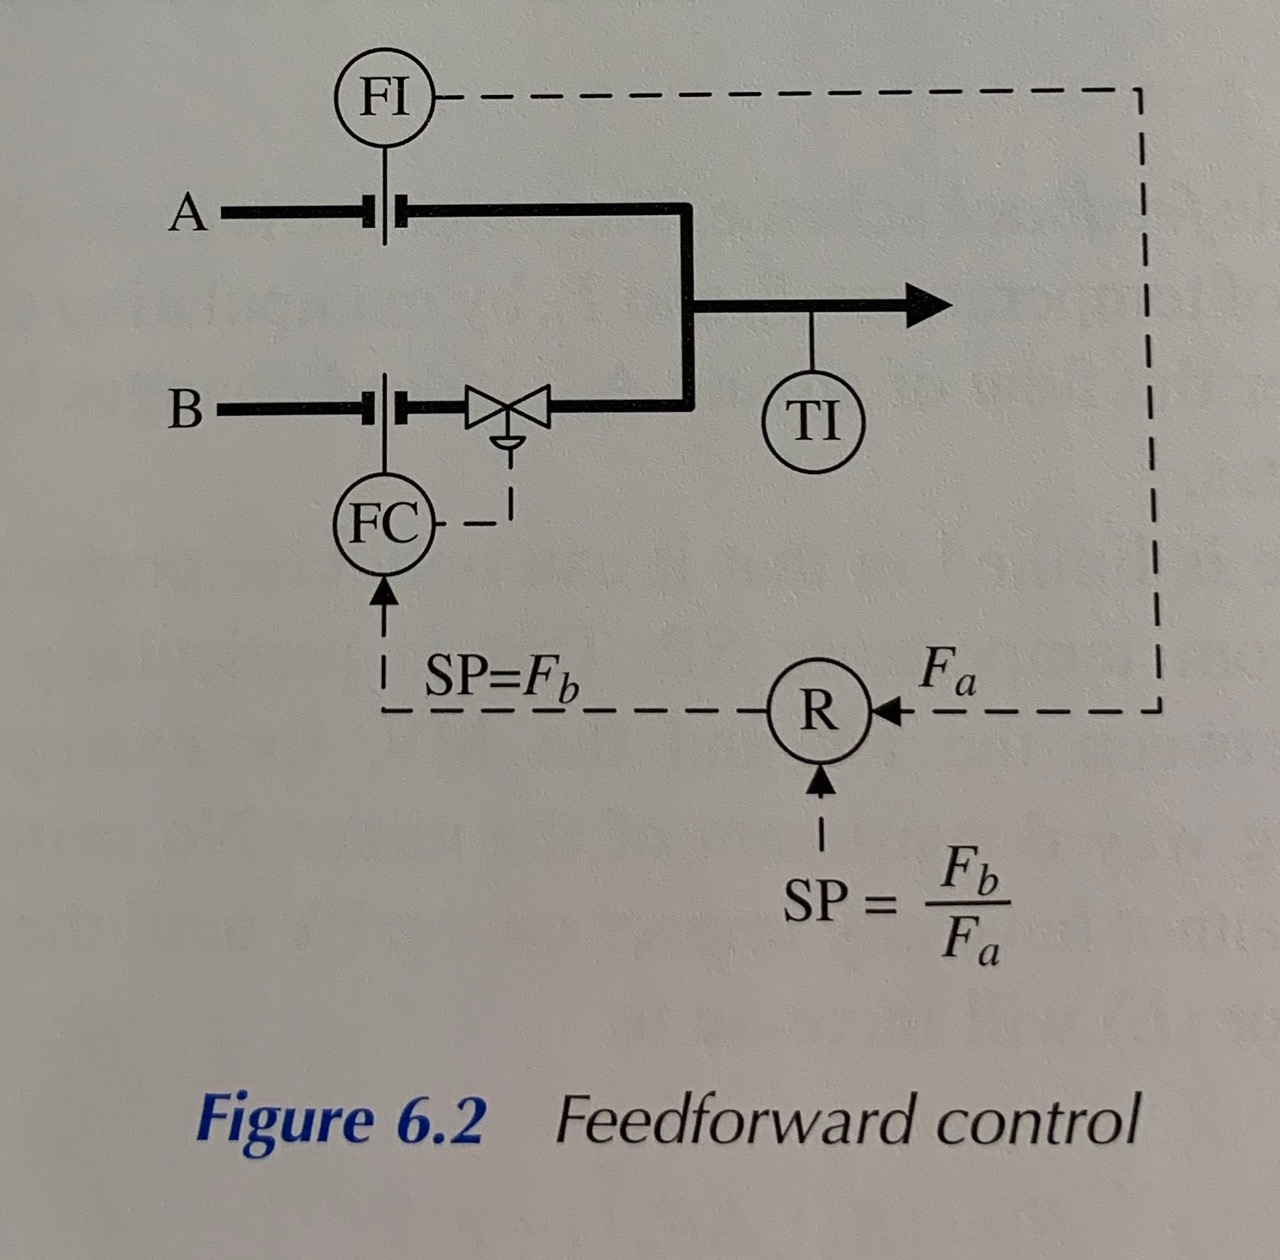 FI
A
B
TI
FC
SP=Fb
Fa
R
SP = Fb
Fa
Figure 6.2 Feedforward control